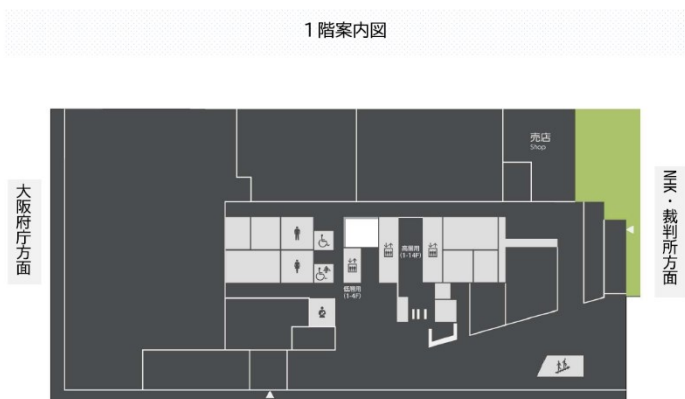 1階案内図
売店
Shop
大阪府庁方面
NHK・裁判所方面
高層用
(1-14F)
低層用
(1-4F)